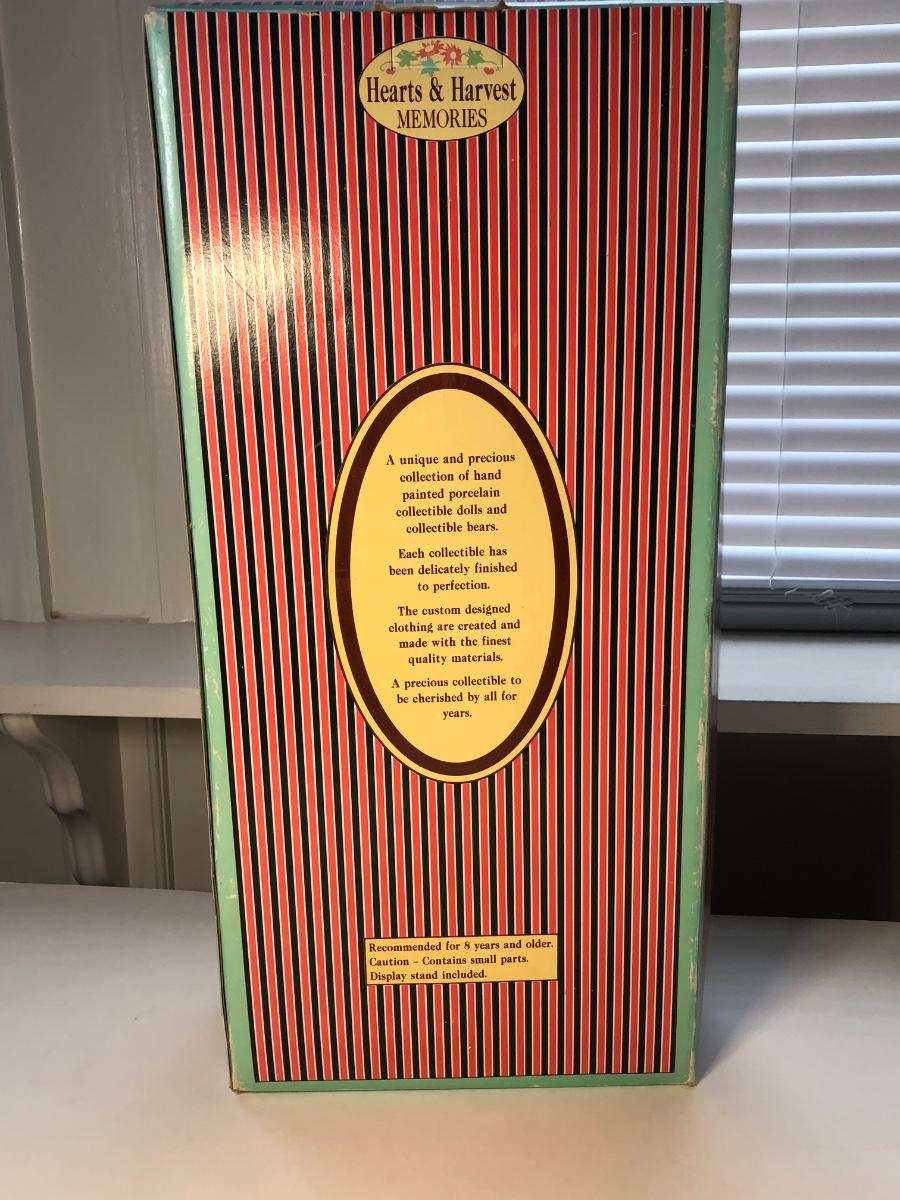 Hearts & Harvest
MEMORIES
A unique and precious
collection of hand
painted porcelain
collectible dolls and
collectible bears.
Each collectible has
been delicately finished
to perfection.
The custom designed
clothing are created and
made with the finest
quality materials.
A precious collectible to
be cherished by all for
years.
Recommended for 8 years and older.
Caution - Contains small parts.
Display stand included.